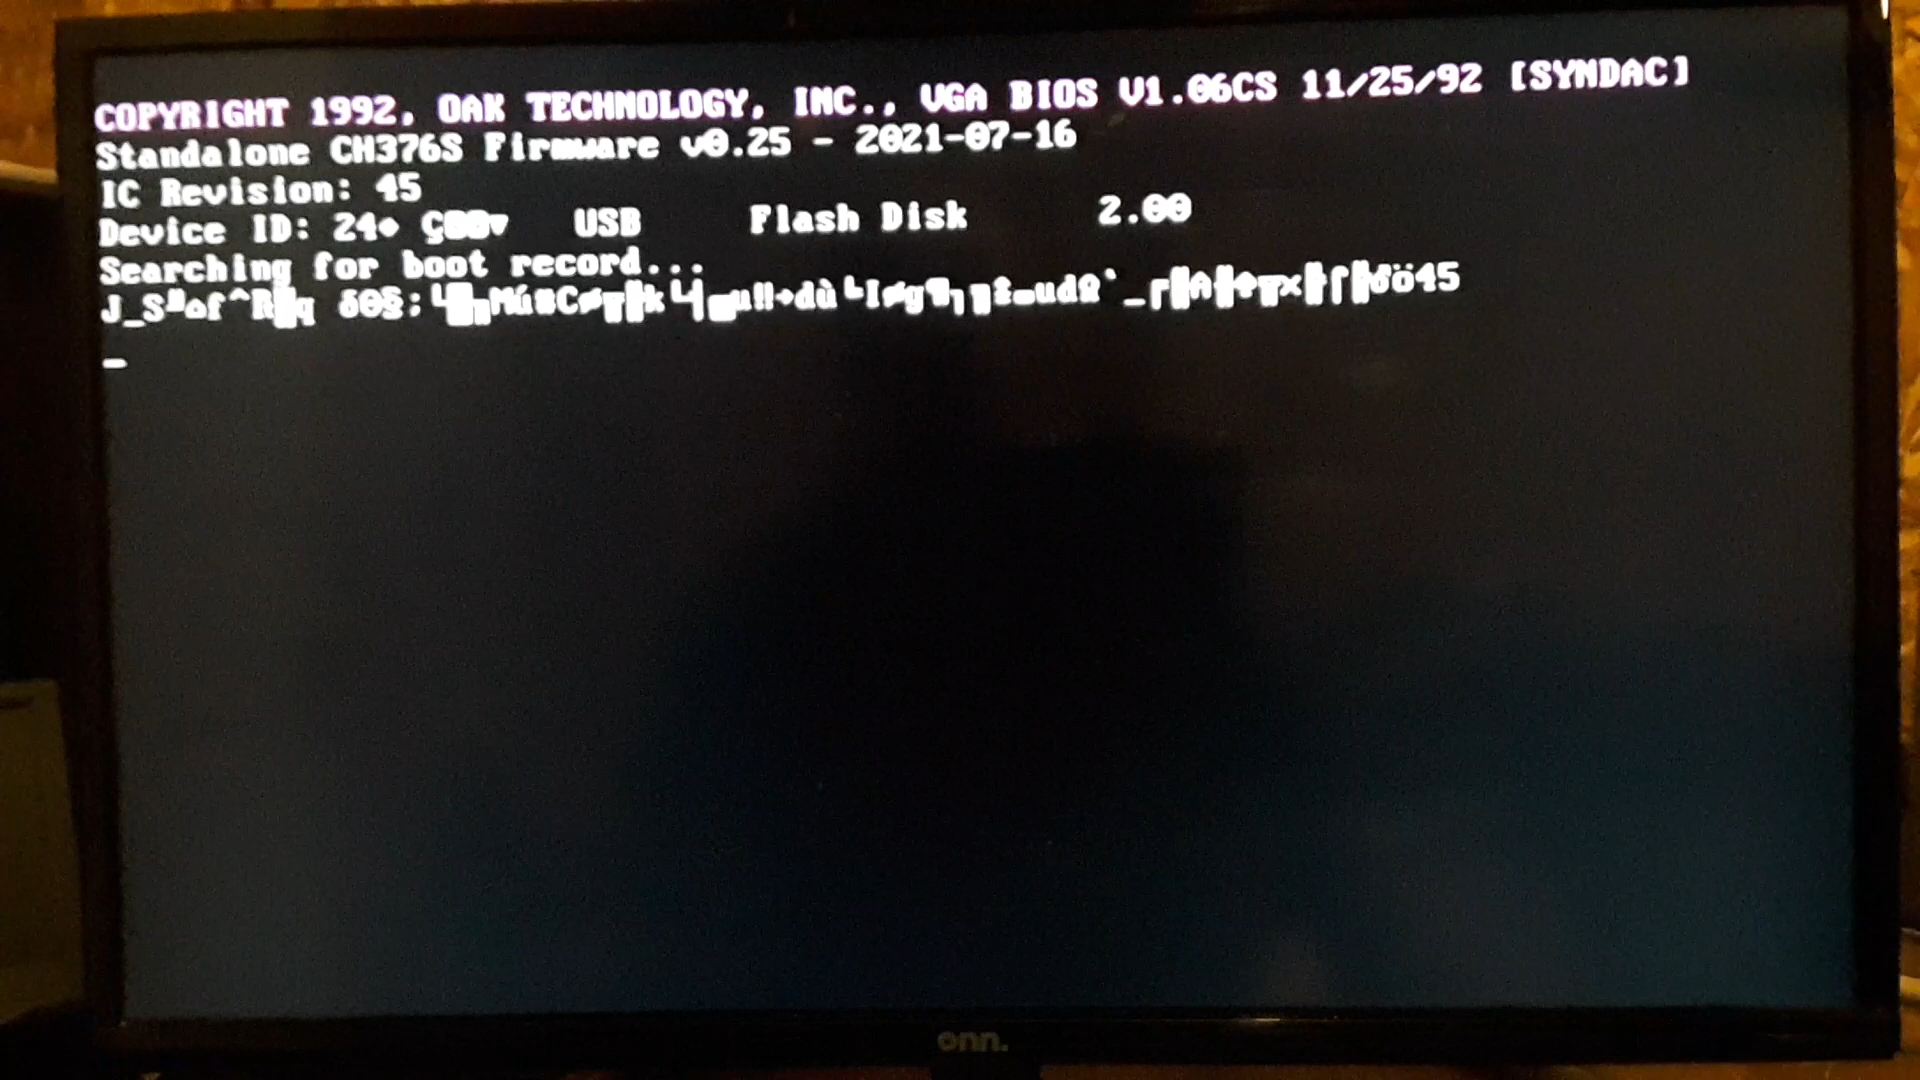 COPYRIGHT 1992, OAK TECHNOLOGY, INC., VGA BIOS V1.06CS 11/25/92 [SYNDAC]
Standalone CH376S Firmware v0.25 - 2021-07-16
IC Revision: 45
Device ID: USB Flash Disk 2.00
Searching for boot record...
onn.